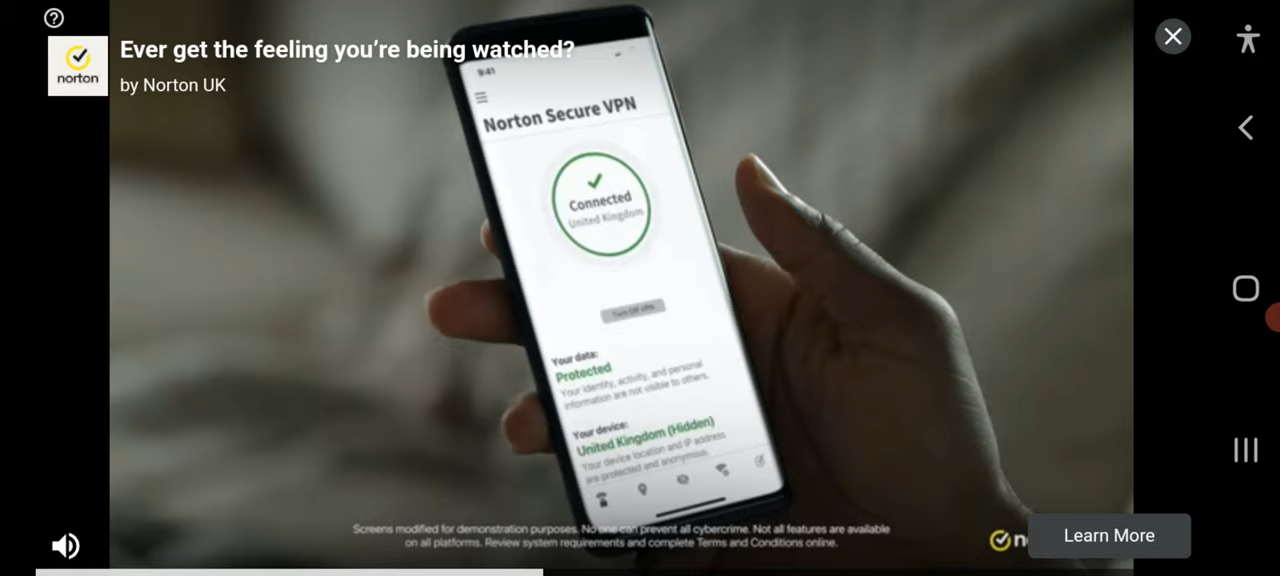 Ever get the feeling you're being watched?
norton
by Norton UK
9:41
Norton Secure VPN
Connected
United Kingdom
Your data:
Protected
Your identity, activity, and personal
information are not visible to others.
Your device:
United Kingdom (Hidden)
Your device location and IP address
are protected and anonymous.
Screens modified for demonstration purposes. No one can prevent all cybercrime. Not all features are available
on all platforms. Review system requirements and complete Terms and Conditions online.
Learn More